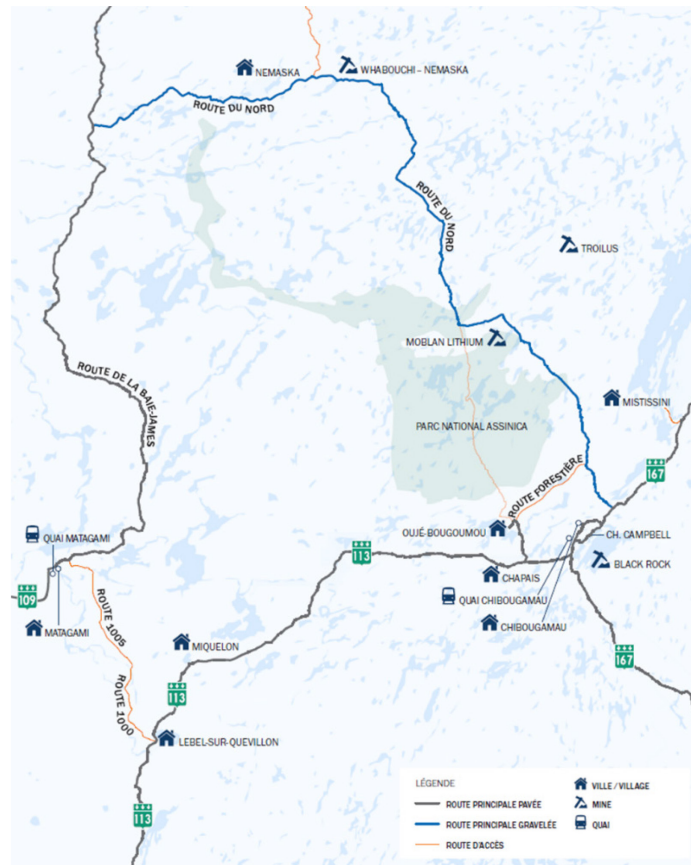 NEMASKA
WHABOUCHI – NEMASKA
ROUTE DU NORD
ROUTE DU NORD
TROILUS
MOBLAN LITHIUM
ROUTE DE LA BAIE-JAMES
MISTISSINI
PARC NATIONAL ASSINICA
167
ROUTE FORESTIÈRE
OUJÉ-BOUGOUMOU
CH. CAMPBELL
QUAI MATAGAMI
113
BLACK ROCK
CHAPAIS
109
QUAI CHIBOUGAMAU
ROUTE 1005
MATAGAMI
CHIBOUGAMAU
MIQUELON
167
ROUTE 1000
113
LEBEL-SUR-QUÉVILLON
113
LÉGENDE
ROUTE PRINCIPALE PAVÉE
ROUTE PRINCIPALE GRAVELÉE
ROUTE D'ACCÈS
VILLE / VILLAGE
MINE
QUAI